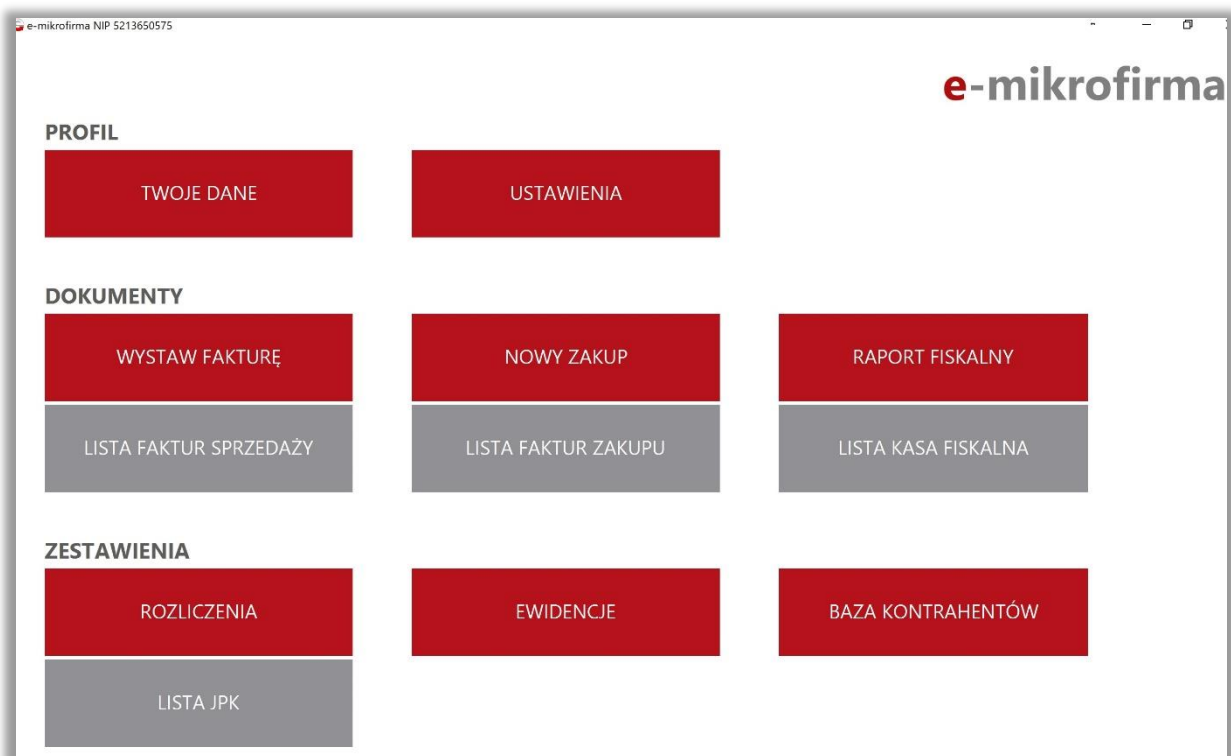 e-mikrofirma NIP 5213650575
e-mikrofirma
PROFIL
TWOJE DANE
USTAWIENIA
DOKUMENTY
WYSTAW FAKTURĘ
NOWY ZAKUP
RAPORT FISKALNY
LISTA FAKTUR SPRZEDAŻY
LISTA FAKTUR ZAKUPU
LISTA KASA FISKALNA
ZESTAWIENIA
ROZLICZENIA
EWIDENCJE
BAZA KONTRAHENTÓW
LISTA JPK